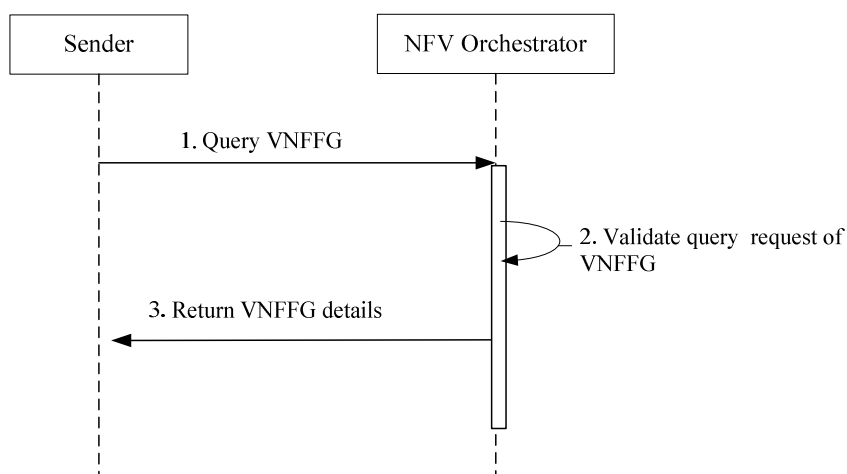 Sender
NFV Orchestrator
1. Query VNFFG
2. Validate query request of
VNFFG
3. Return VNFFG details